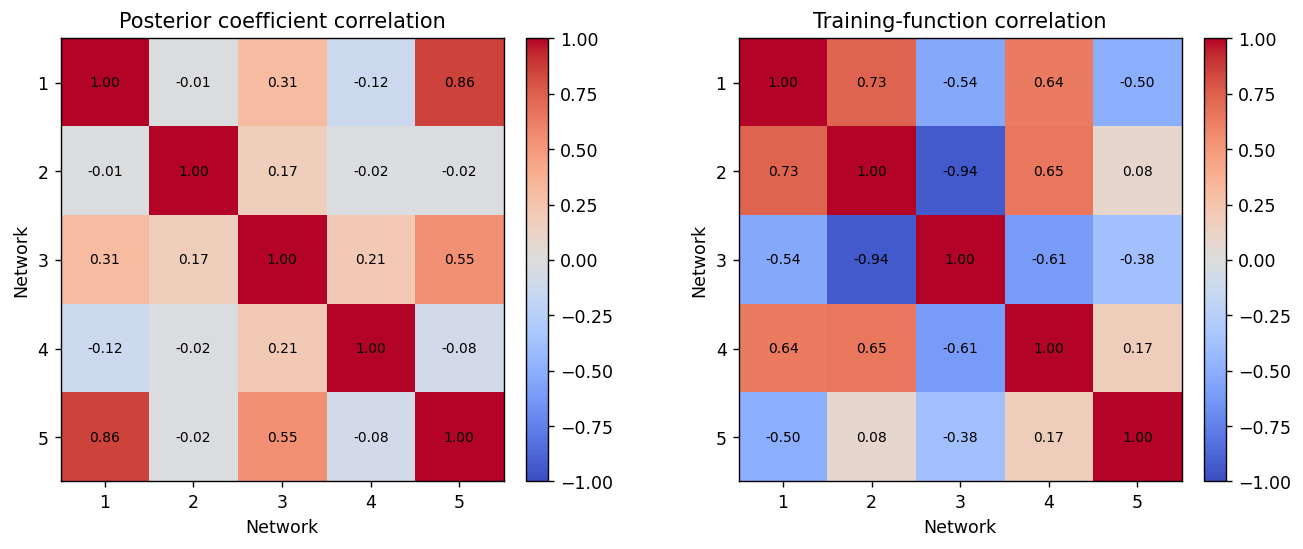 Posterior coefficient correlation
1 1.00 -0.01 0.31 -0.12 0.86
2 -0.01 1.00 0.17 -0.02 -0.02
3 0.31 0.17 1.00 0.21 0.55
4 -0.12 -0.02 0.21 1.00 -0.08
5 0.86 -0.02 0.55 -0.08 1.00
1 2 3 4 5
Network
Network
1.00
0.75
0.50
0.25
0.00
−0.25
−0.50
−0.75
−1.00
Training-function correlation
1 1.00 0.73 -0.54 0.64 -0.50
2 0.73 1.00 -0.94 0.65 0.08
3 -0.54 -0.94 1.00 -0.61 -0.38
4 0.64 0.65 -0.61 1.00 0.17
5 -0.50 0.08 -0.38 0.17 1.00
1 2 3 4 5
Network
Network
1.00
0.75
0.50
0.25
0.00
−0.25
−0.50
−0.75
−1.00